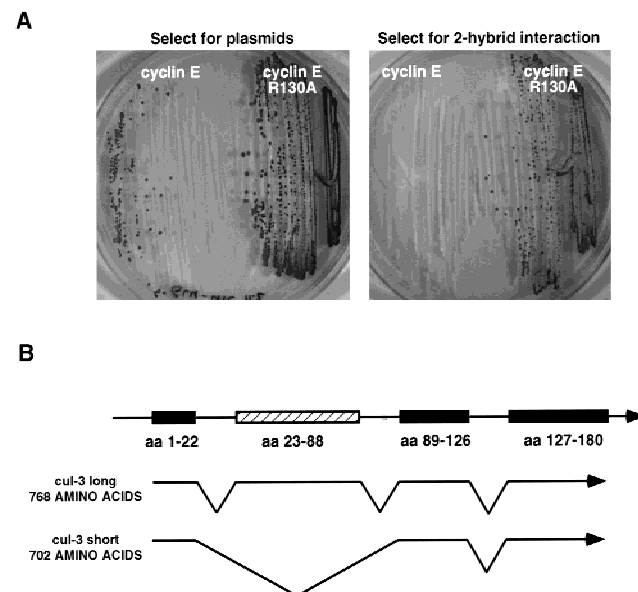 A
Select for plasmids
Select for 2-hybrid interaction
cyclin E
cyclin E
R130A
cyclin E
cyclin E
R130A
B
aa 1-22
aa 23-88
aa 89-126
aa 127-180
cul-3 long
768 AMINO ACIDS
cul-3 short
702 AMINO ACIDS